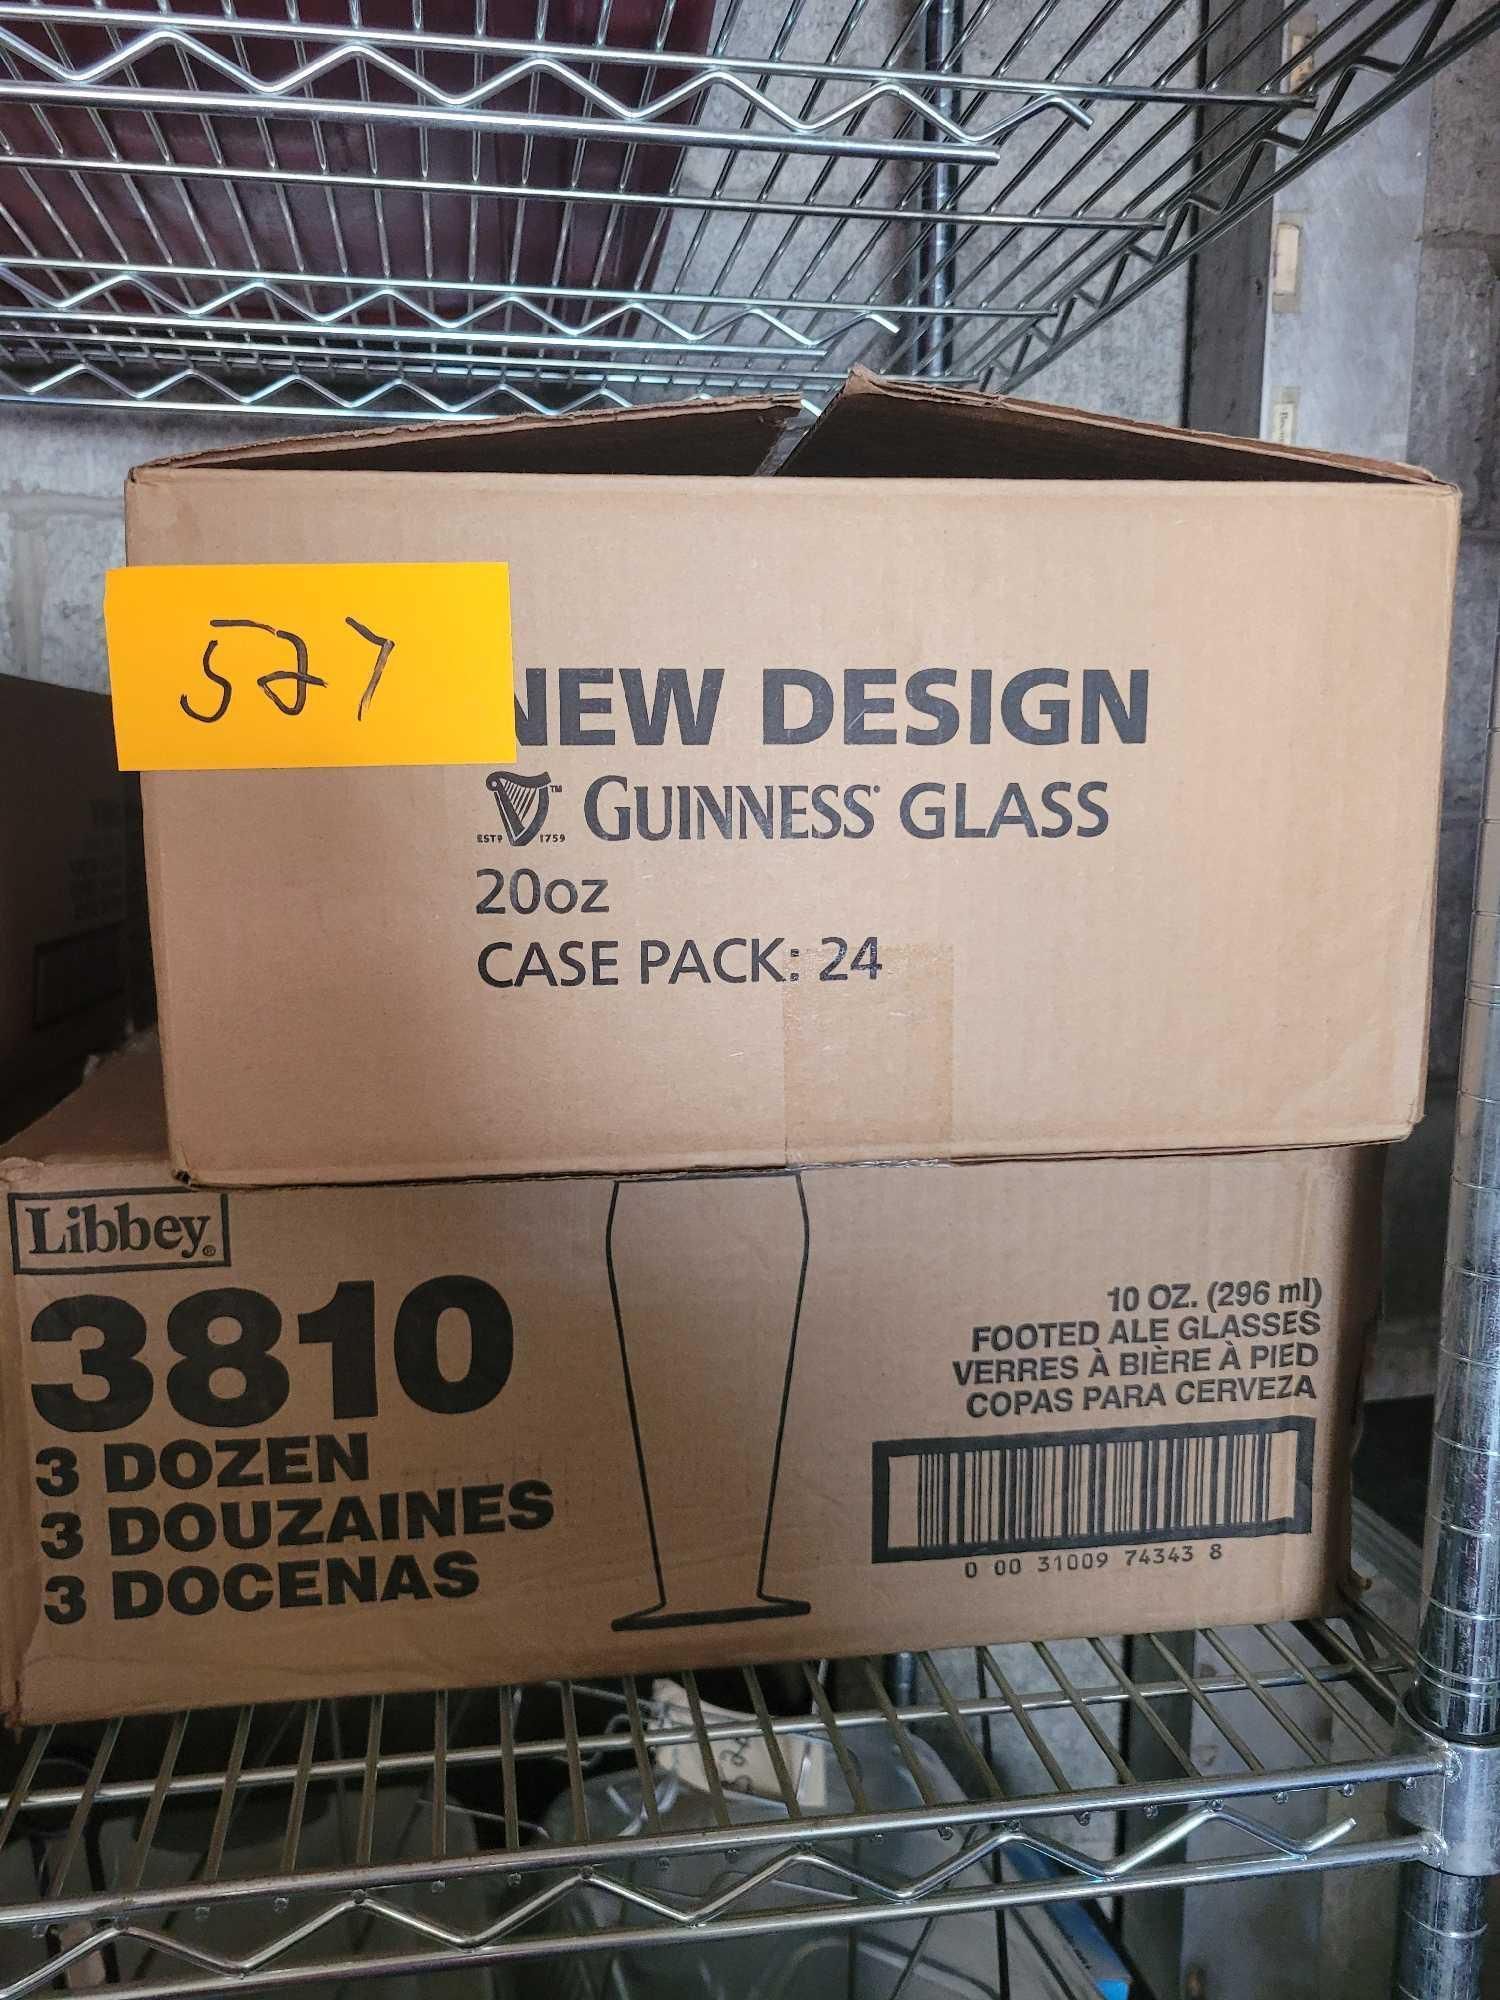 527
NEW DESIGN
ESTD 1759 ™ GUINNESS® GLASS
20oz
CASE PACK: 24
Libbey®
3810
3 DOZEN
3 DOUZAINES
3 DOCENAS
10 OZ. (296 ml)
FOOTED ALE GLASSES
VERRES À BIÈRE À PIED
COPAS PARA CERVEZA
0 00 31009 74343 8